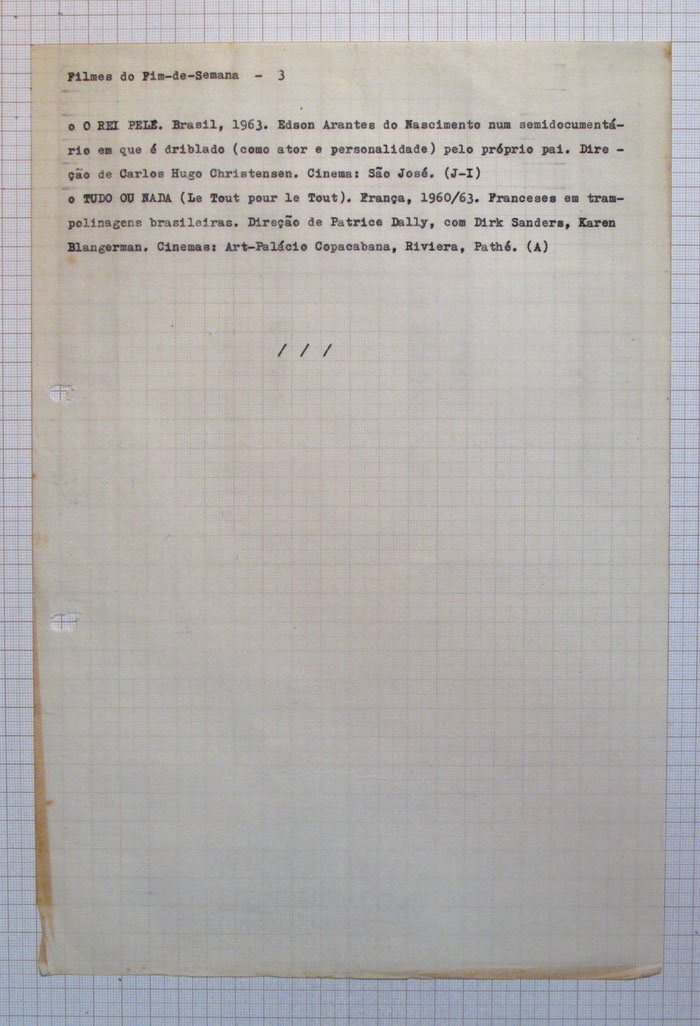 Filmes do Fim-de-Semana - 3
o O REI PELÉ. Brasil, 1963. Edson Arantes do Nascimento num semidocumentá-
rio em que é driblado (como ator e personalidade) pelo próprio pai. Dire -
ção de Carlos Hugo Christensen. Cinema: São José. (J-I)
o TUDO OU NADA (Le Tout pour le Tout). França, 1960/63. Franceses em tram-
polinagens brasileiras. Direção de Patrice Dally, com Dirk Sanders, Karen
Blangerman. Cinemas: Art-Palácio Copacabana, Riviera, Pathé. (A)
/ / /